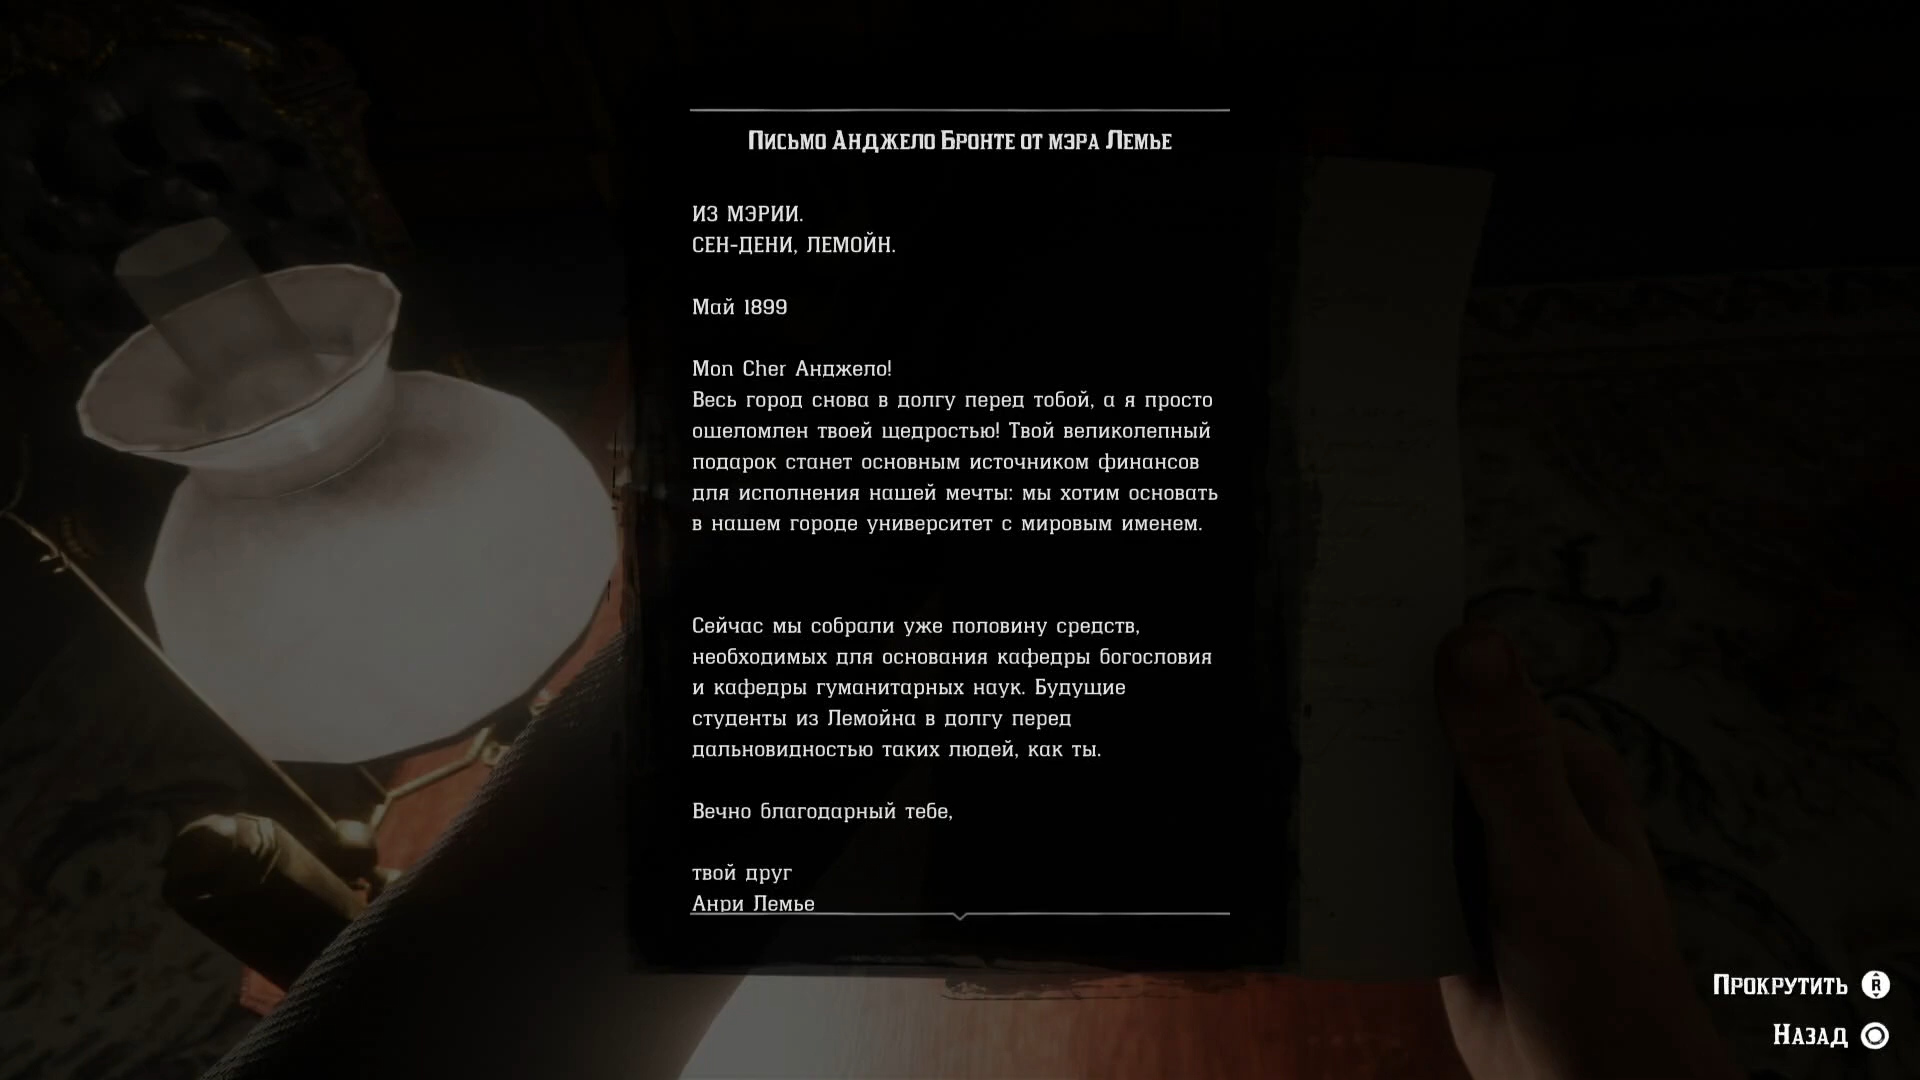 Письмо Анджело Бронте от мэра Лемье
ИЗ МЭРИИ.
СЕН-ДЕНИ, ЛЕМОЙН.
Май 1899
Mon Cher Анджело!
Весь город снова в долгу перед тобой, а я просто
ошеломлен твоей щедростью! Твой великолепный
подарок станет основным источником финансов
для исполнения нашей мечты: мы хотим основать
в нашем городе университет с мировым именем.
Сейчас мы собрали уже половину средств,
необходимых для основания кафедры богословия
и кафедры гуманитарных наук. Будущие
студенты из Лемойна в долгу перед
дальновидностью таких людей, как ты.
Вечно благодарный тебе,
твой друг
Анри Лемье
Прокрутить R
Назад